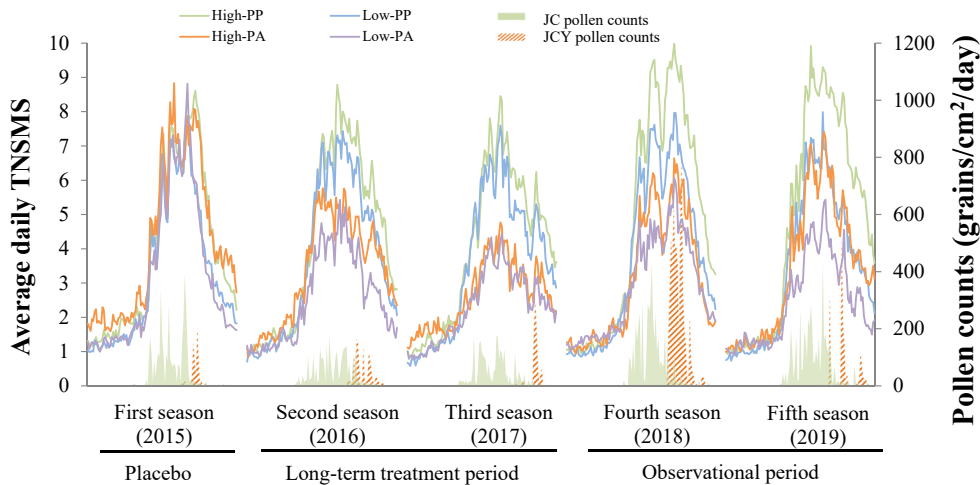 High-PP Low-PP JC pollen counts
High-PA Low-PA JCY pollen counts
Average daily TNSMS
10
9
8
7
6
5
4
3
2
1
0
1200
1000
800
600
400
200
0
Pollen counts (grains/cm²/day)
First season Second season Third season Fourth season Fifth season
(2015) (2016) (2017) (2018) (2019)
Placebo Long-term treatment period Observational period